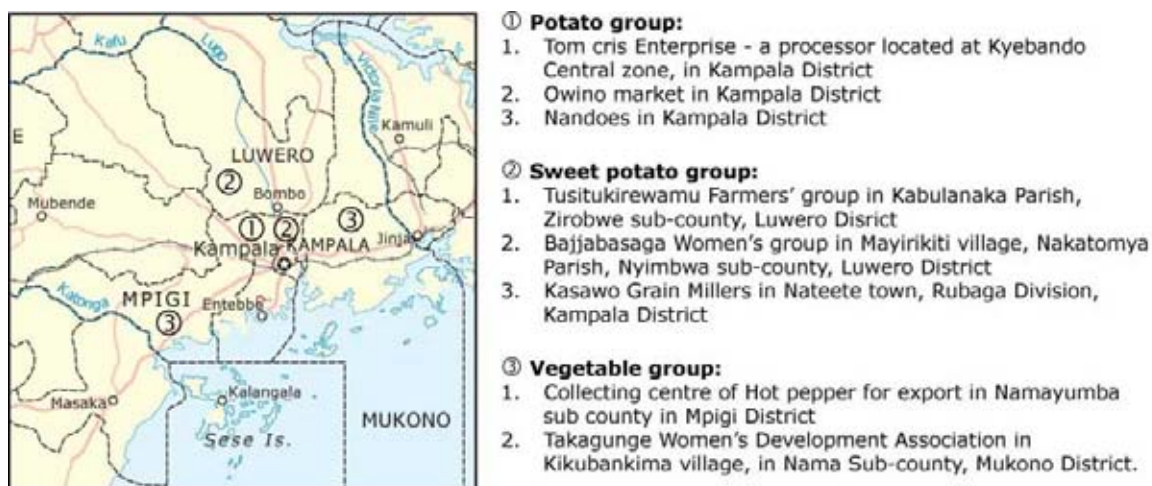 Kafu
Lugo
Victoria Nile
Kamuli
E
LUWERO
②
Bombo
Mubende
③
① ②
Kampala KAMPALA
Jinja
Katonga
MPIGI
Entebbe
③
Kalangala
Masaka
MUKONO
Sese Is.
① Potato group:
1. Tom cris Enterprise - a processor located at Kyebando
Central zone, in Kampala District
2. Owino market in Kampala District
3. Nandoes in Kampala District
② Sweet potato group:
1. Tusitukirewamu Farmers' group in Kabulanaka Parish,
Zirobwe sub-county, Luwero Disrict
2. Bajjabasaga Women's group in Mayirikiti village, Nakatomya
Parish, Nyimbwa sub-county, Luwero District
3. Kasawo Grain Millers in Nateete town, Rubaga Division,
Kampala District
③ Vegetable group:
1. Collecting centre of Hot pepper for export in Namayumba
sub county in Mpigi District
2. Takagunge Women's Development Association in
Kikubankima village, in Nama Sub-county, Mukono District.